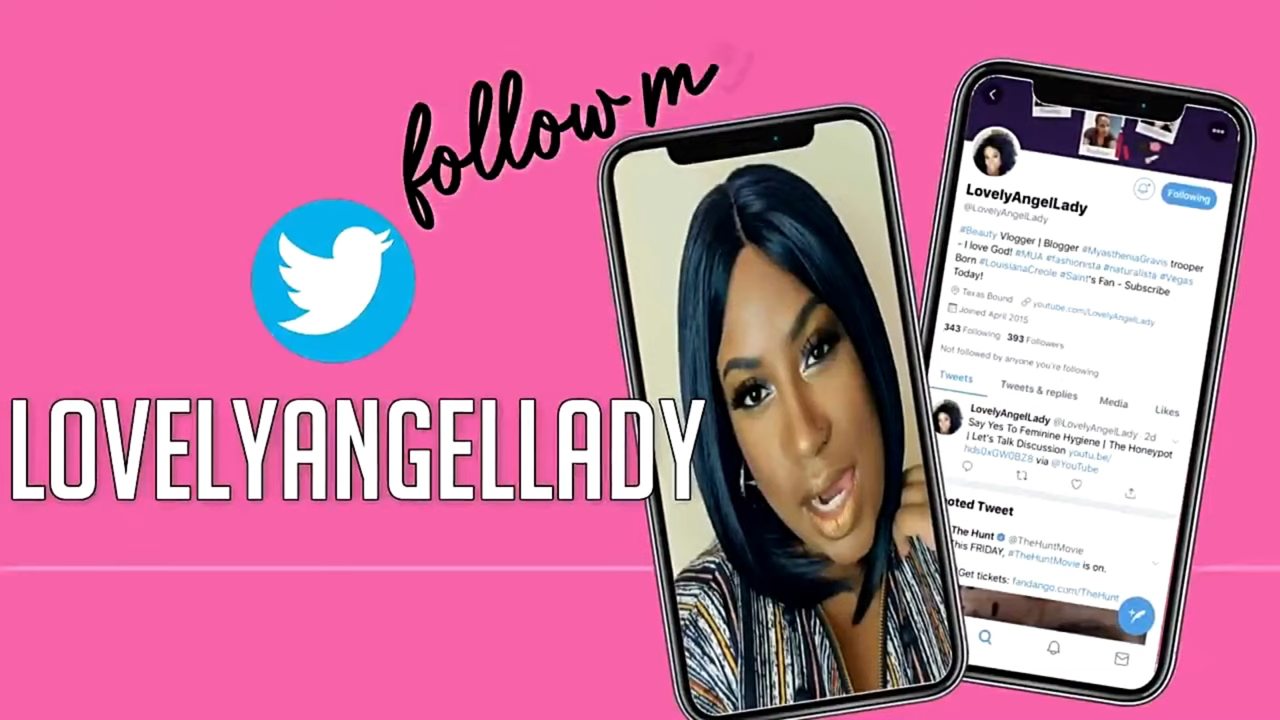 follow m
LOVELYANGELLADY
Following
LovelyAngelLady
@LovelyAngelLady
#Beauty Vlogger | Blogger #MyastheniaGravis trooper
- I love God! #MUA #fashionista #naturalista #Vegas
Born #LouisianaCreole #Saint's Fan - Subscribe
Today!
Texas Bound youtube.com/LovelyAngelLady
Joined April 2015
343 Following 393 Followers
Not followed by anyone you're following
Tweets Tweets & replies Media Likes
LovelyAngelLady @LovelyAngelLady 2d
Say Yes To Feminine Hygiene | The Honeypot
| Let's Talk Discussion youtu.be/
hds0xGW0BZ8 via @YouTube
oted Tweet
The Hunt @TheHuntMovie
This FRIDAY, #TheHuntMovie is on.
Get tickets: fandango.com/TheHunt